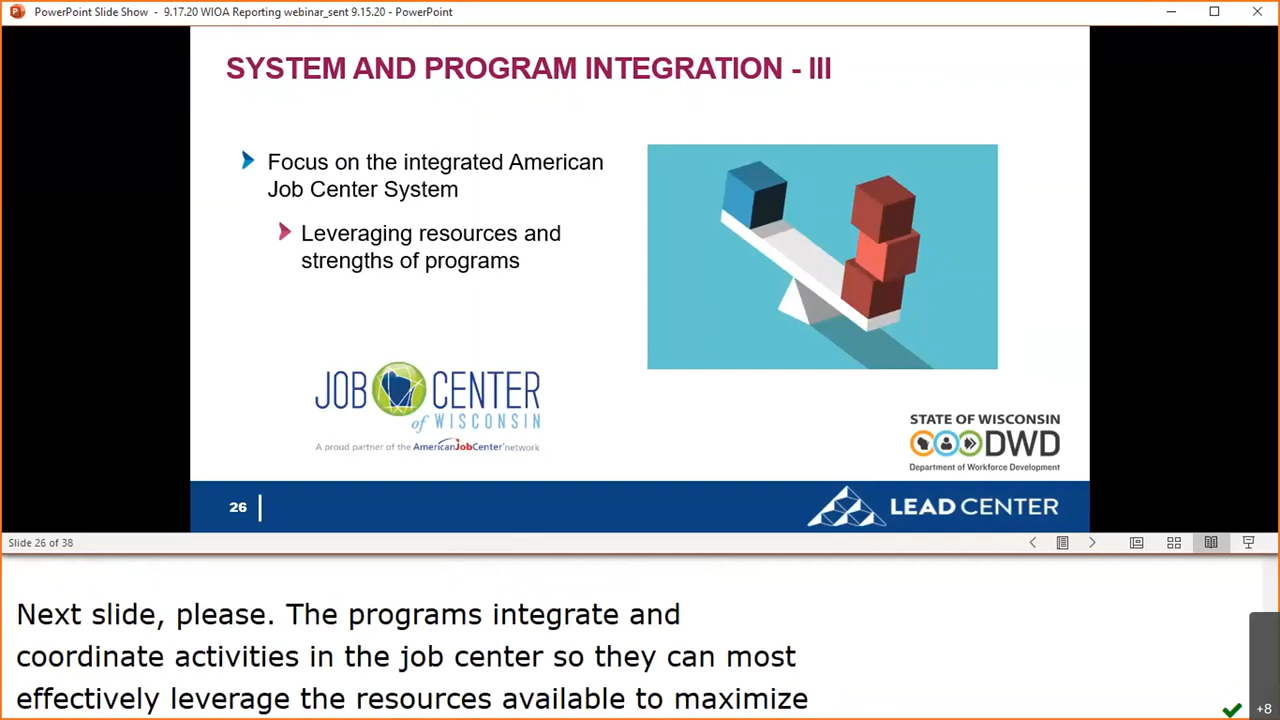 PowerPoint Slide Show - 9.17.20 WIOA Reporting webinar_sent 9.15.20 - PowerPoint
SYSTEM AND PROGRAM INTEGRATION - III
Focus on the integrated American
Job Center System
Leveraging resources and
strengths of programs
JOB CENTER
of WISCONSIN
A proud partner of the AmericanJobCenter network
STATE OF WISCONSIN
DWD
Department of Workforce Development
26
LEAD CENTER
Slide 26 of 38
Next slide, please. The programs integrate and
coordinate activities in the job center so they can most
effectively leverage the resources available to maximize
+8